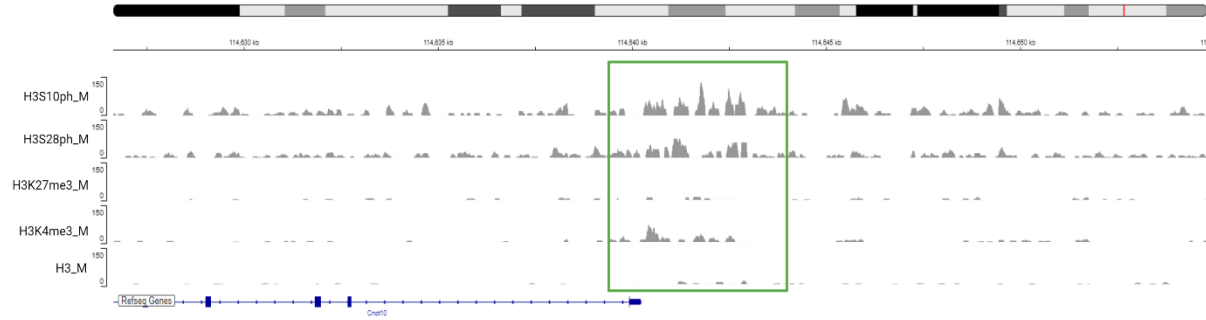 114,630 kb 114,635 kb 114,640 kb 114,645 kb 114,650 kb
H3S10ph_M 150 0
H3S28ph_M 150 0
H3K27me3_M 150 0
H3K4me3_M 150 0
H3_M 150 0
Refseq Genes
Cnot10